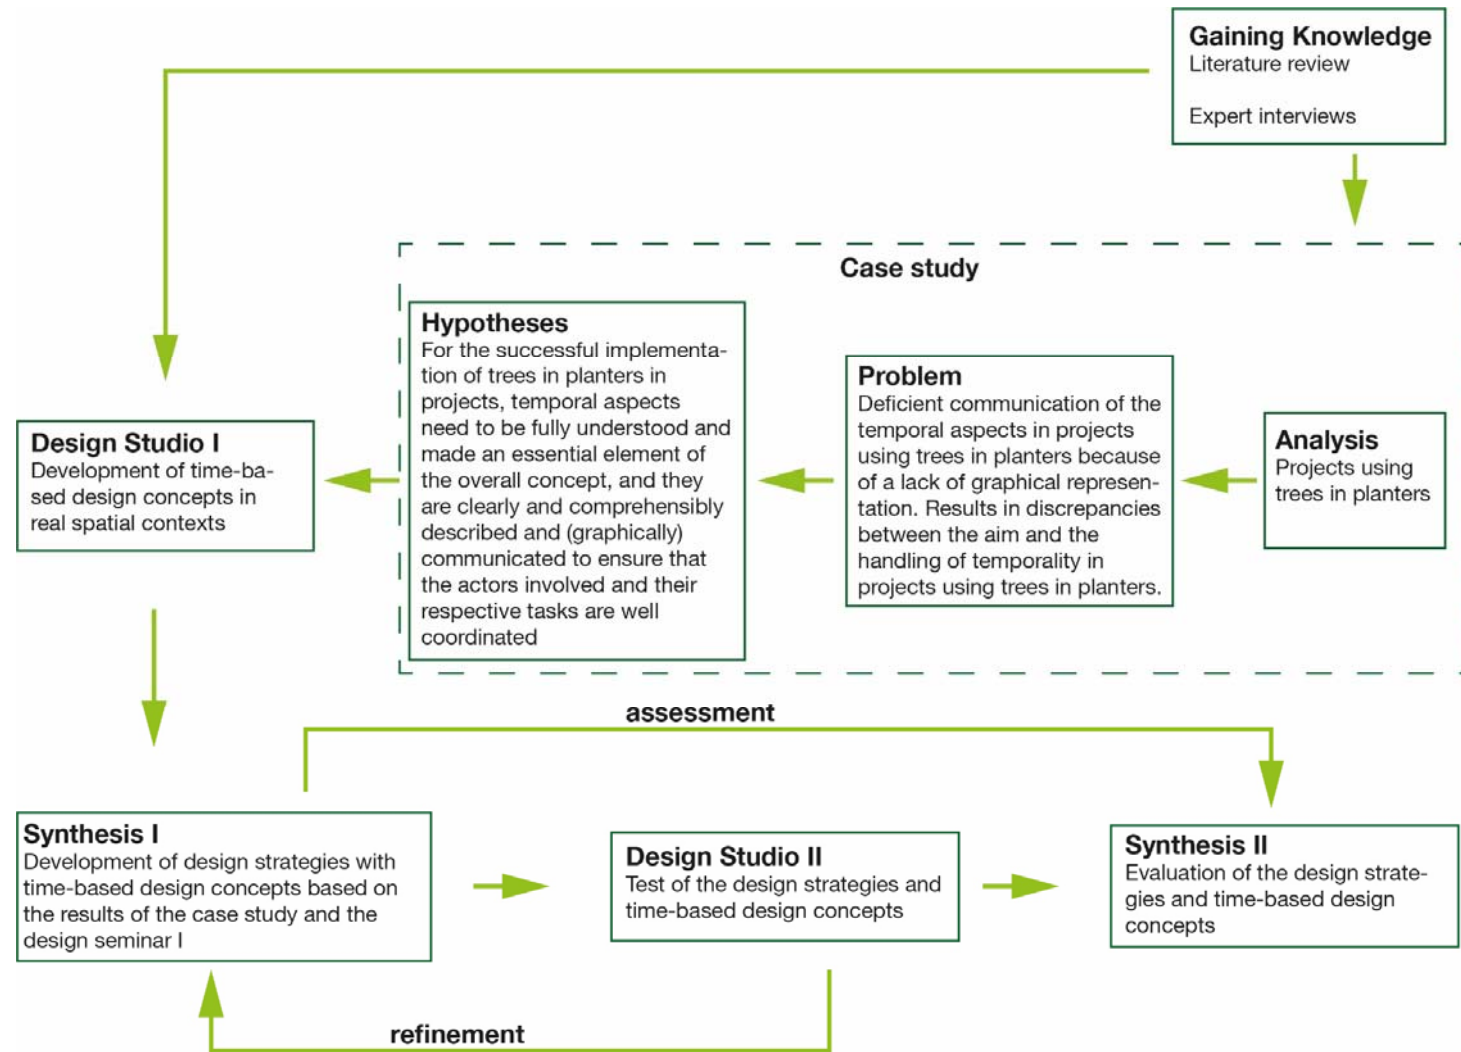 Gaining Knowledge
Literature review
Expert interviews
Case study
Hypotheses
For the successful implementa-
tion of trees in planters in
projects, temporal aspects
need to be fully understood and
made an essential element of
the overall concept, and they
are clearly and comprehensibly
described and (graphically)
communicated to ensure that
the actors involved and their
respective tasks are well
coordinated
Problem
Deficient communication of the
temporal aspects in projects
using trees in planters because
of a lack of graphical represen-
tation. Results in discrepancies
between the aim and the
handling of temporality in
projects using trees in planters.
Analysis
Projects using
trees in planters
Design Studio I
Development of time-ba-
sed design concepts in
real spatial contexts
assessment
Synthesis I
Development of design strategies with
time-based design concepts based on
the results of the case study and the
design seminar I
Design Studio II
Test of the design strategies and
time-based design concepts
Synthesis II
Evaluation of the design strate-
gies and time-based design
concepts
refinement